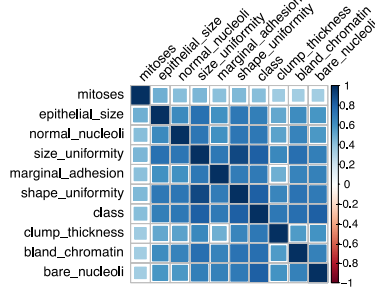 mitoses
epithelial_size
normal_nucleoli
size_uniformity
marginal_adhesion
shape_uniformity
class
clump_thickness
bland_chromatin
bare_nucleoli
mitoses
epithelial_size
normal_nucleoli
size_uniformity
marginal_adhesion
shape_uniformity
class
clump_thickness
bland_chromatin
bare_nucleoli
1
0.8
0.6
0.4
0.2
0
-0.2
-0.4
-0.6
-0.8
-1